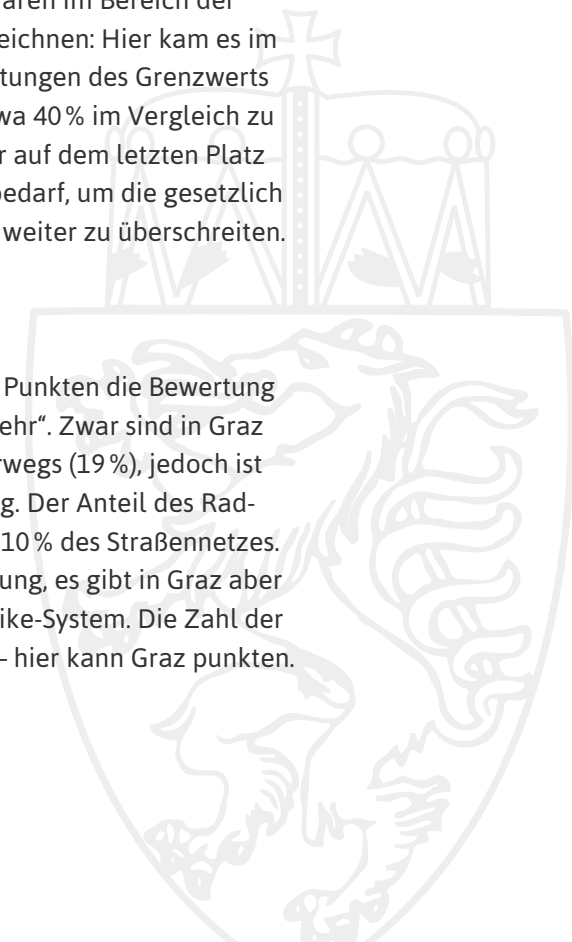 aren im Bereich der
eichnen: Hier kam es im
tungen des Grenzwerts
wa 40 % im Vergleich zu
r auf dem letzten Platz
bedarf, um die gesetzlich
weiter zu überschreiten.
Punkten die Bewertung
ehr“. Zwar sind in Graz
rwegs (19 %), jedoch ist
g. Der Anteil des Rad-
10 % des Straßennetzes.
ung, es gibt in Graz aber
ike-System. Die Zahl der
– hier kann Graz punkten.